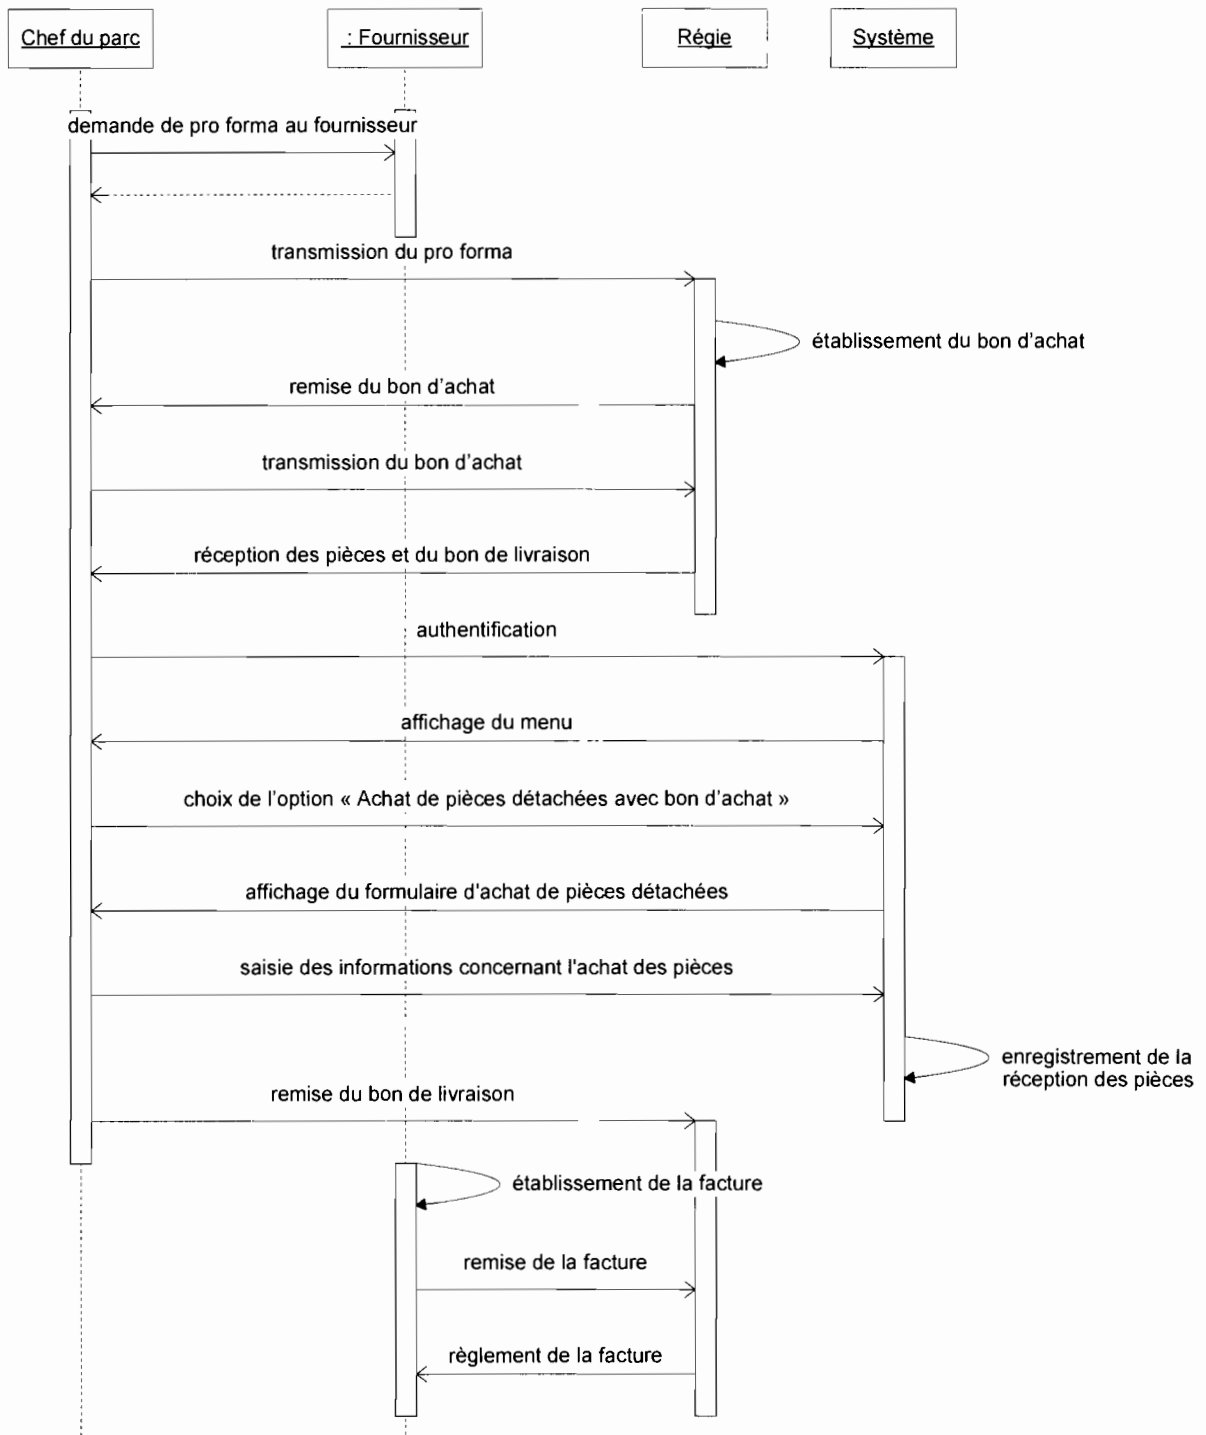 Chef du parc
: Fournisseur
Régie
Système
demande de pro forma au fournisseur
transmission du pro forma
établissement du bon d'achat
remise du bon d'achat
transmission du bon d'achat
réception des pièces et du bon de livraison
authentification
affichage du menu
choix de l'option « Achat de pièces détachées avec bon d'achat »
affichage du formulaire d'achat de pièces détachées
saisie des informations concernant l'achat des pièces
enregistrement de la
réception des pièces
remise du bon de livraison
établissement de la facture
remise de la facture
règlement de la facture